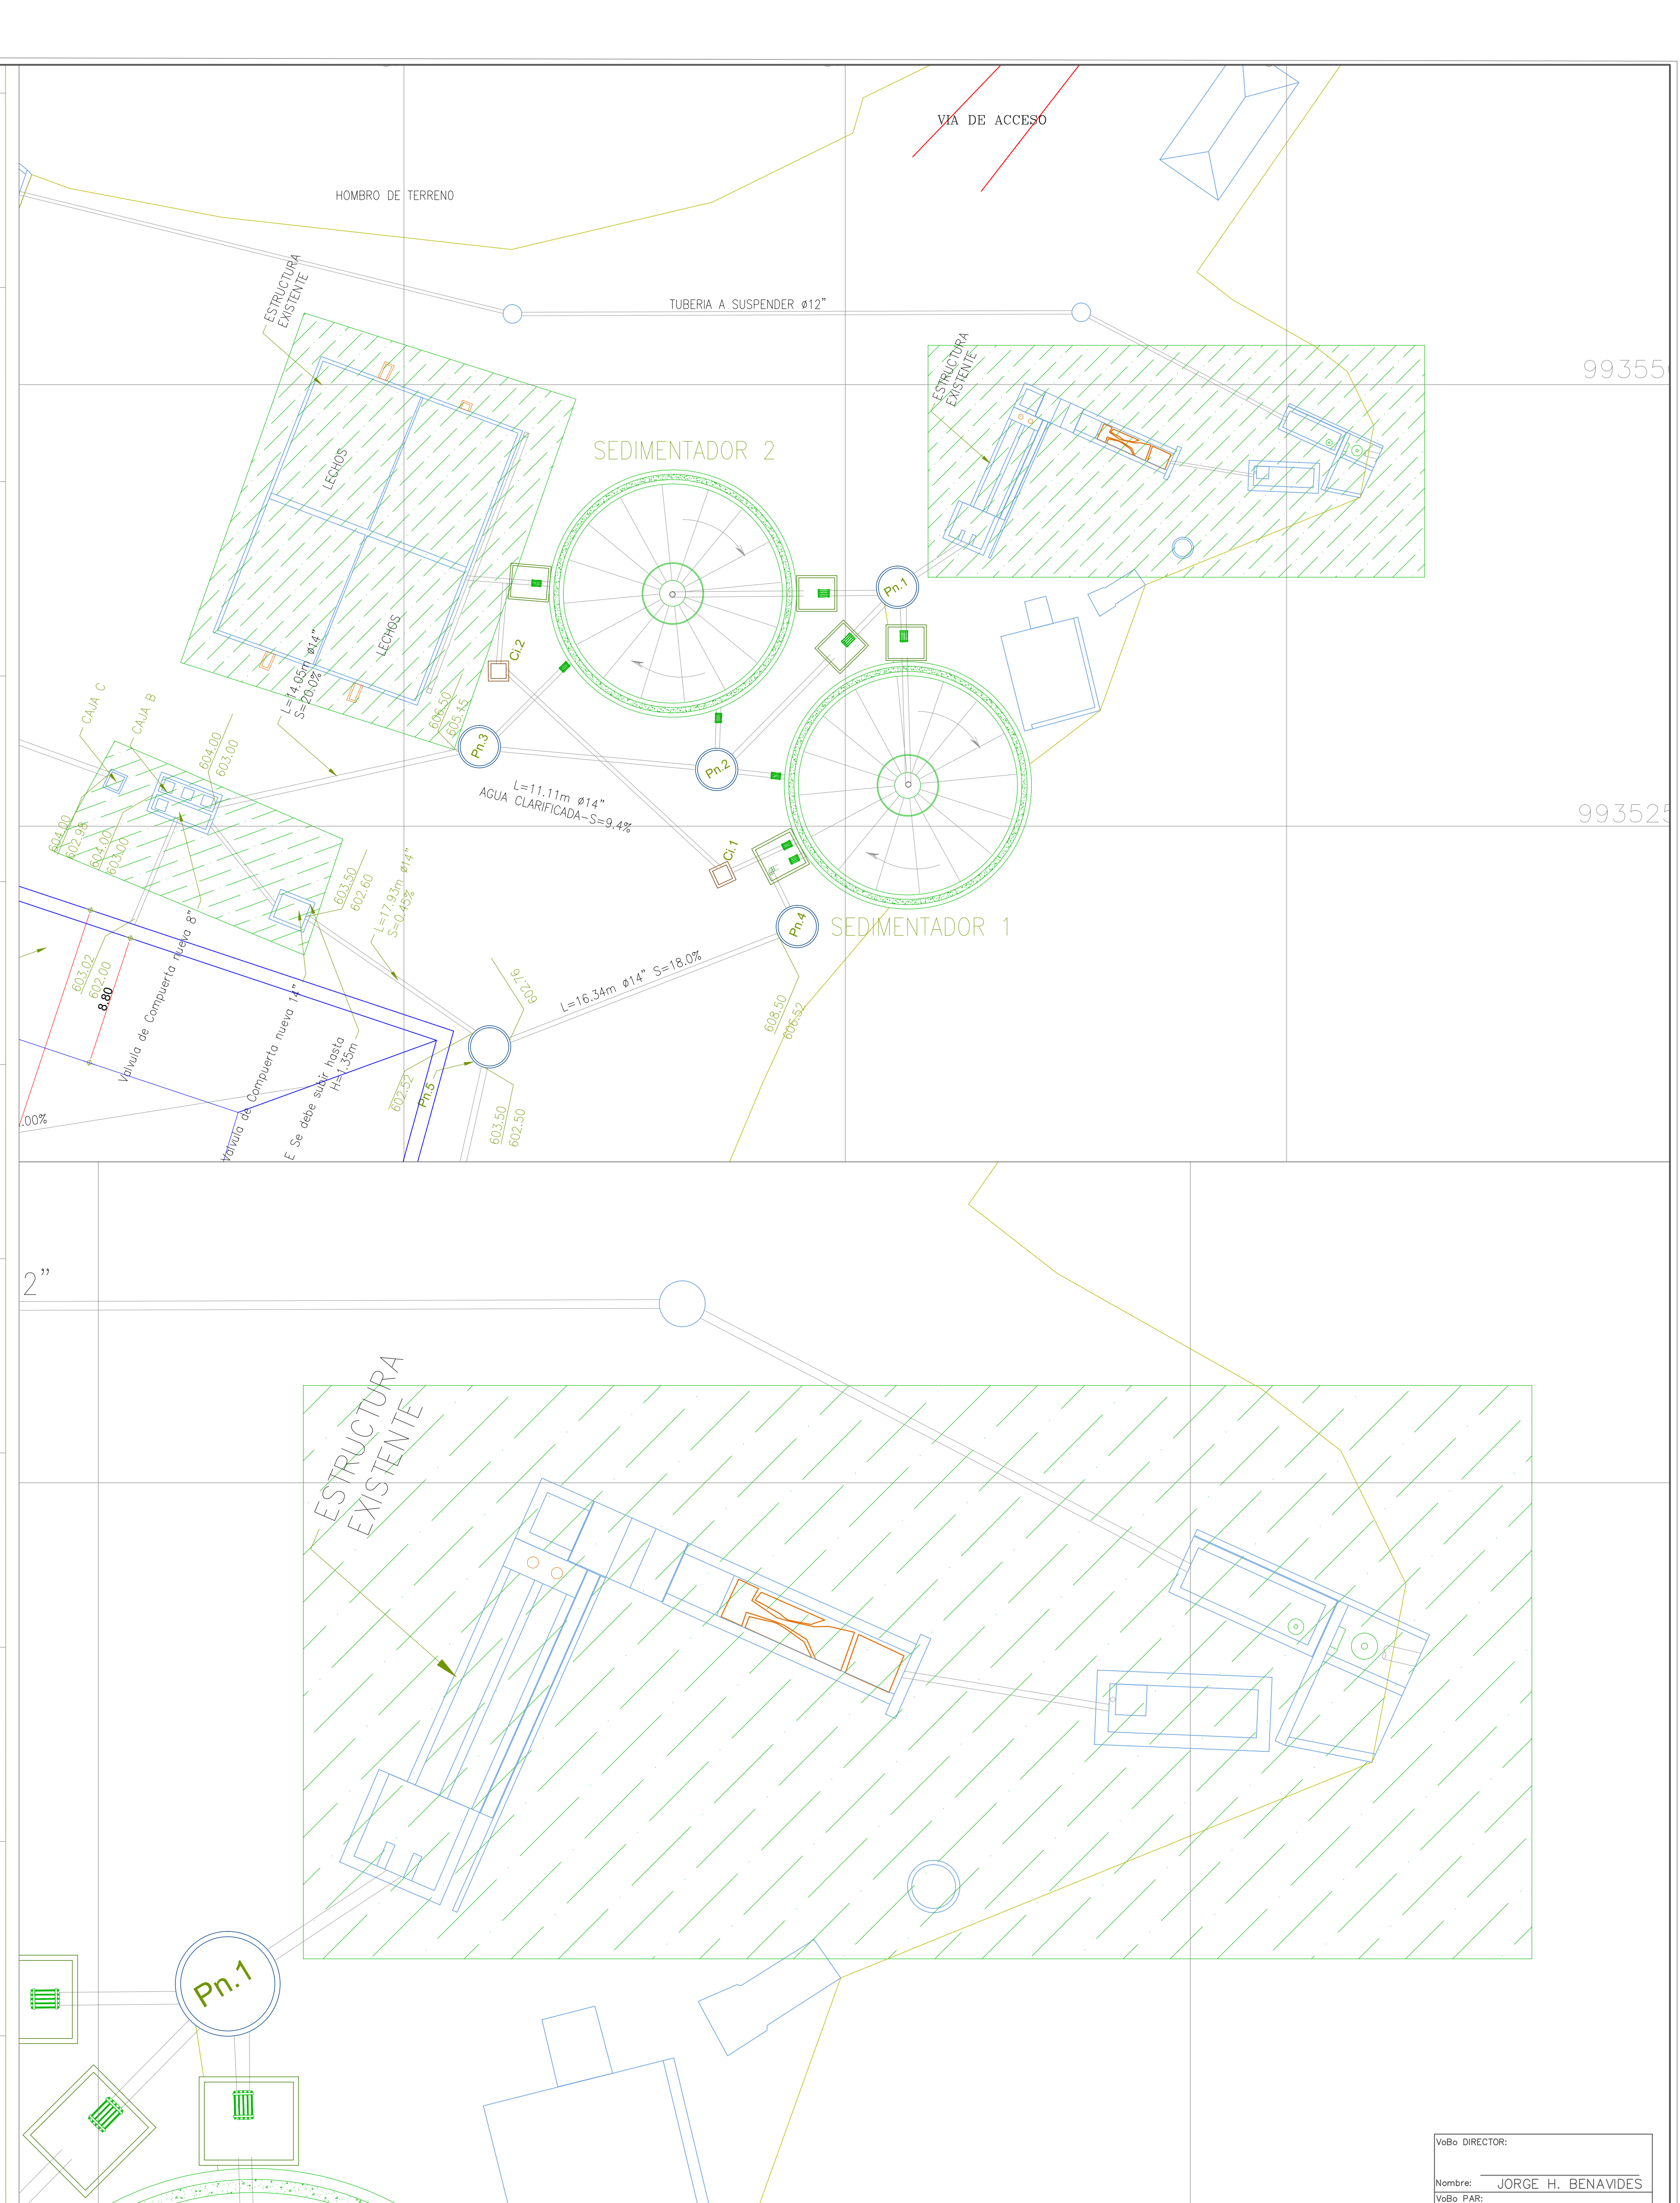 VIA DE ACCESO
HOMBRO DE TERRENO
ESTRUCTURA
EXISTENTE
TUBERIA A SUSPENDER ø12"
ESTRUCTURA
EXISTENTE
99355
SEDIMENTADOR 2
LECHOS
LECHOS
Pn.1
Ci.2
L=14.05m ø14"
S=20.0%
606.50
605.15
CAJA C
CAJA B
604.00
603.00
Pn.3
Pn.2
L=11.11m ø14"
AGUA CLARIFICADA-S=9.4%
993525
604.00
602.98
604.00
603.00
Ci.1
603.50
602.60
L=17.93m ø14"
S=0.45%
Pn.4
SEDIMENTADOR 1
603.02
602.00
8.80
Valvula de Compuerta nueva 8"
602.76
L=16.34m ø14" S=18.0%
608.50
606.52
Valvula de Compuerta nueva 14"
E Se debe subir hasta
H=1.35m
602.52
Pn.5
603.50
602.50
.00%
2"
ESTRUCTURA
EXISTENTE
Pn.1
VoBo DIRECTOR:
Nombre: JORGE H. BENAVIDES
VoBo PAR: